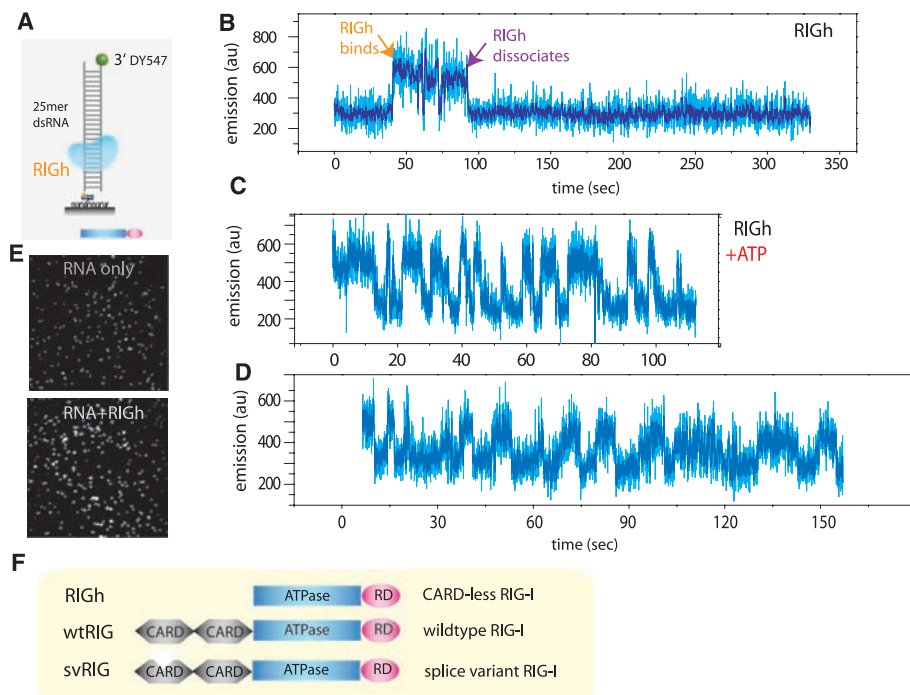 A
3' DY547
25mer
dsRNA
RIGh
B
RIGh
binds
RIGh
dissociates
RIGh
emission (au)
800
600
400
200
0 50 100 150 200 250 300 350
time (sec)
C
RIGh
+ATP
emission (au)
600
400
200
0 20 40 60 80 100
D
emission (au)
600
400
200
0 30 60 90 120 150
time (sec)
E
RNA only
RNA+RIGh
F
RIGh ATPase RD CARD-less RIG-I
wtRIG CARD CARD ATPase RD wildtype RIG-I
svRIG CARD CARD ATPase RD splice variant RIG-I